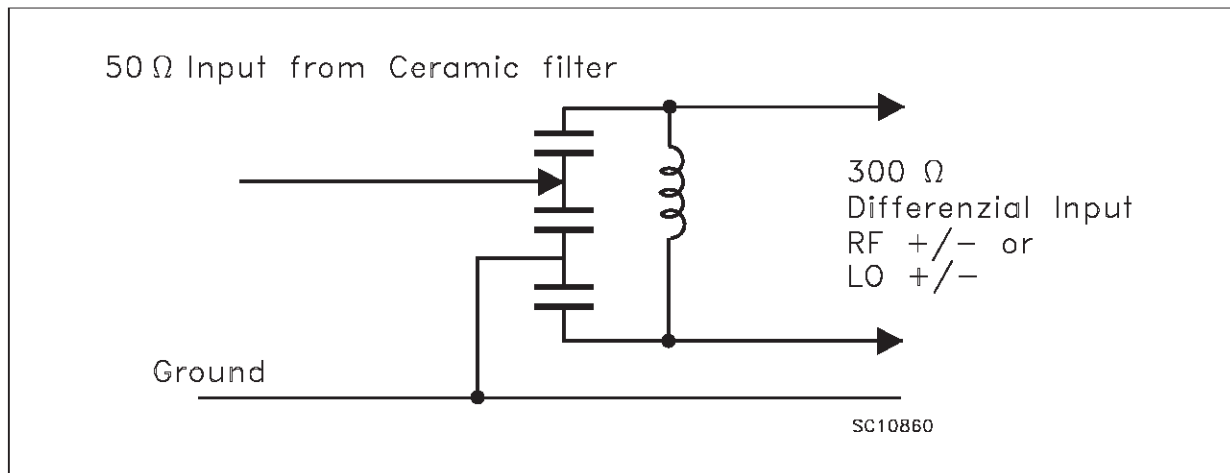 50 Ω Input from Ceramic filter
300 Ω
Differenzial Input
RF +/- or
LO +/-
Ground
SC10860